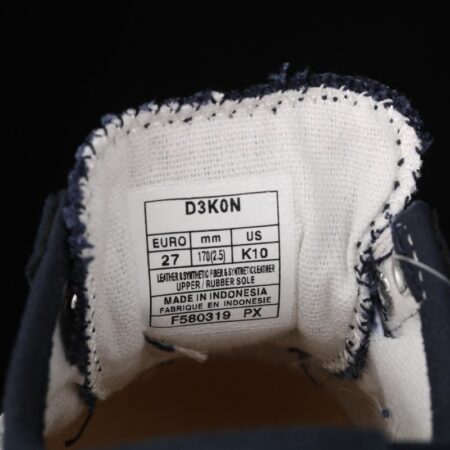 D3K0N
EURO mm US
27 170(2.5) K10
LEATHER & SYNTHETIC FIBER & SYNTHETIC LEATHER
UPPER / RUBBER SOLE
MADE IN INDONESIA
FABRIQUE EN INDONESIE
F580319 PX